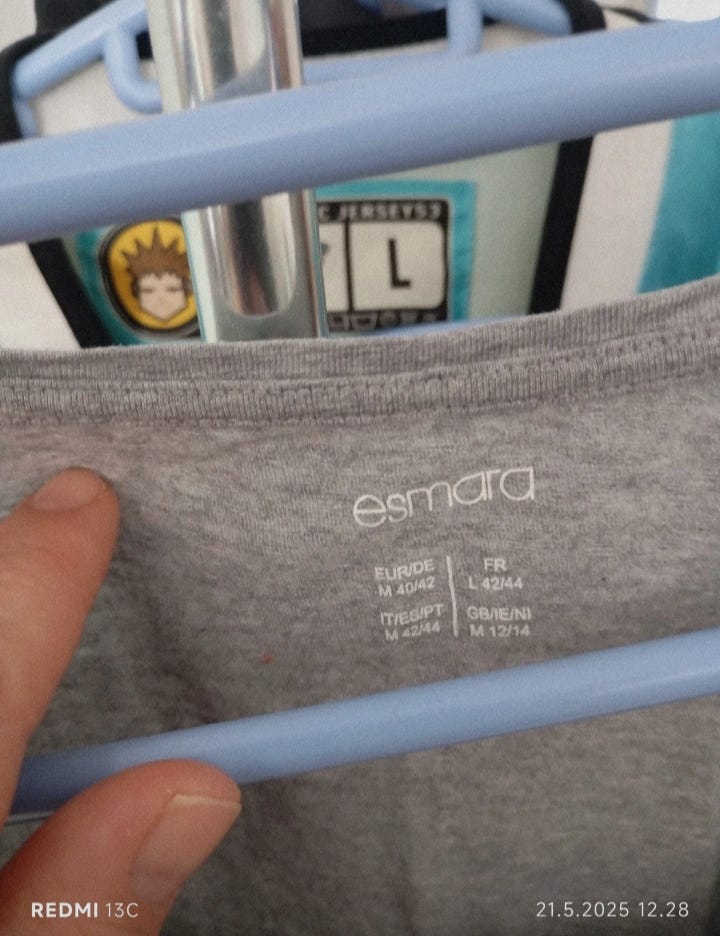 JERSEYS3
L
esmara
EUR/DE
M 40/42
FR
L 42/44
IT/ES/PT
M 42/44
GB/IE/NI
M 12/14
REDMI 13C
21.5.2025 12.28